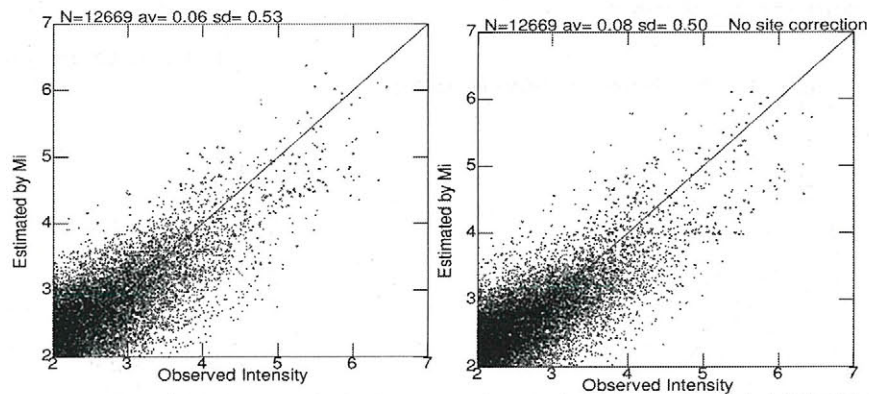 N=12669 av= 0.06 sd= 0.53
7
6
5
4
3
2
Estimated by Mi
2 3 4 5 6 7
Observed Intensity
N=12669 av= 0.08 sd= 0.50 No site correction
7
6
5
4
3
2
Estimated by Mi
2 3 4 5 6 7
Observed Intensity